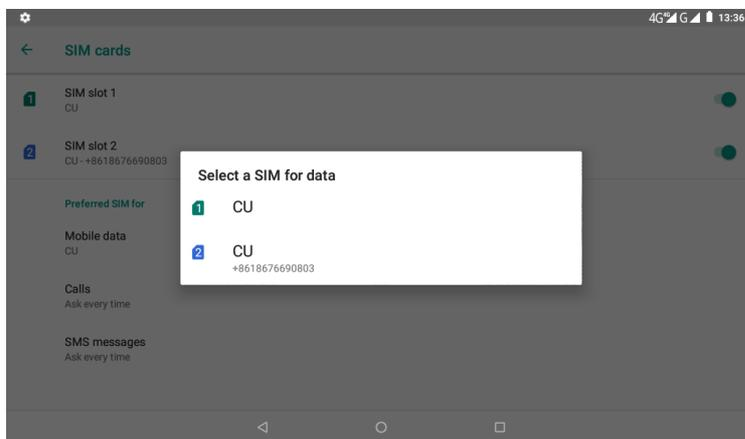 4G 4G G 13:36
SIM cards
1
SIM slot 1
CU
2
SIM slot 2
CU - +8618676690803
Preferred SIM for
Mobile data
CU
Calls
Ask every time
SMS messages
Ask every time
Select a SIM for data
1
CU
2
CU
+8618676690803